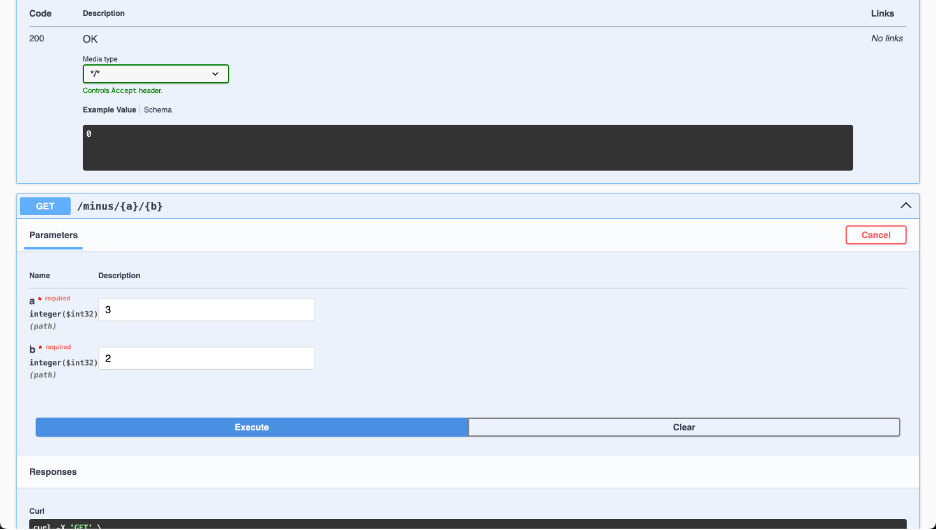 Code Description Links
200 OK No links
Media type
*/*
Controls Accept header.
Example Value Schema
0
GET /minus/{a}/{b}
Parameters Cancel
Name Description
a * required
integer($int32) 3
(path)
b * required
integer($int32) 2
(path)
Execute Clear
Responses
Curl
curl -X 'GET' \